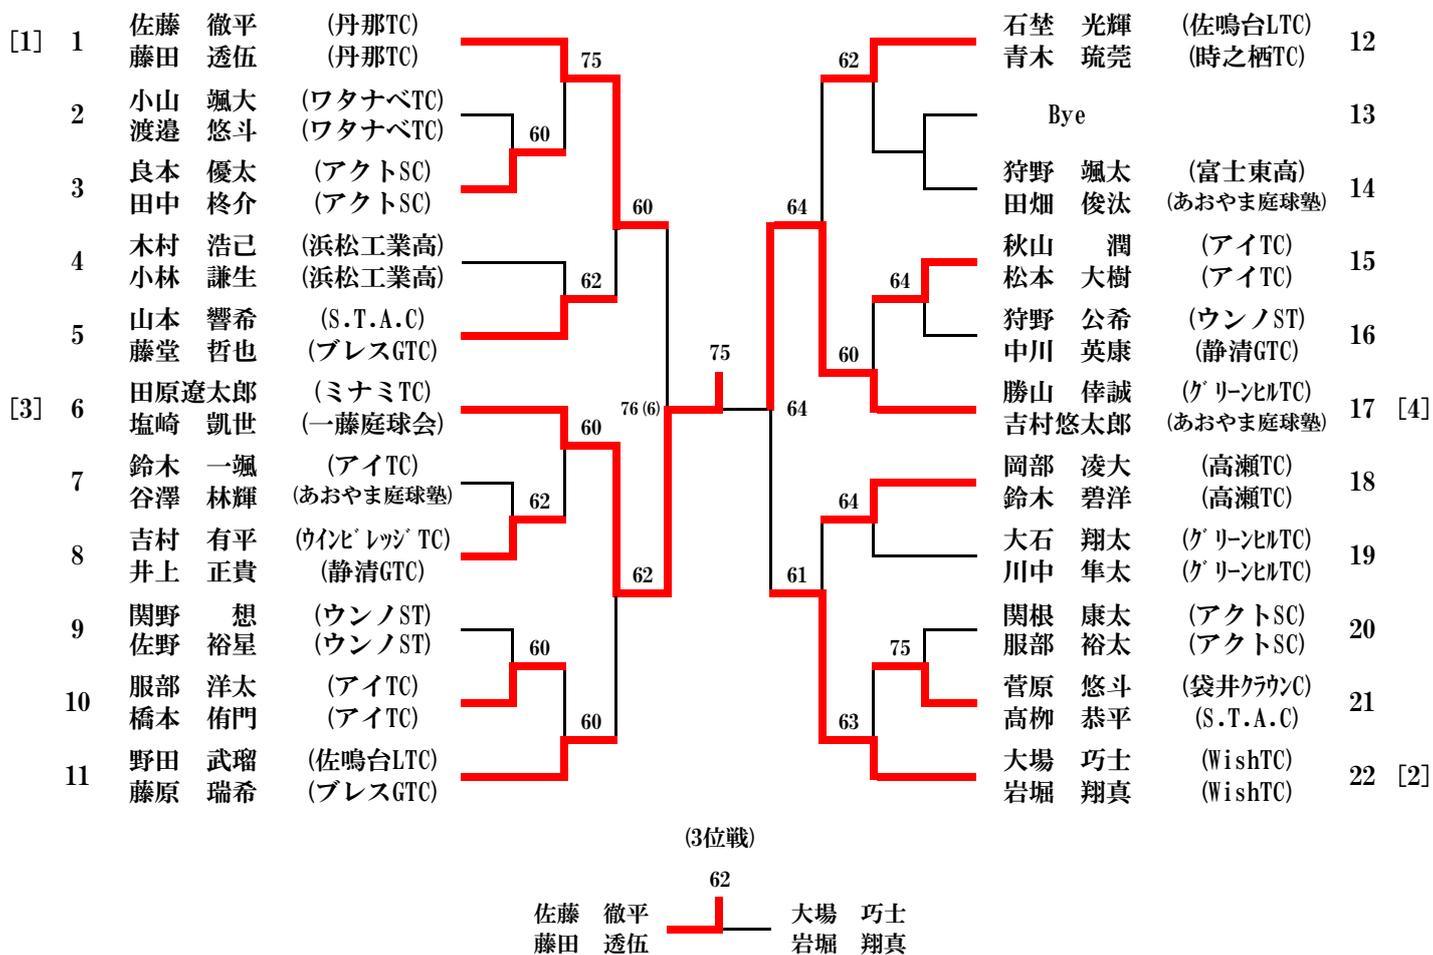 [1] 1 佐藤　徹平 (丹那TC)
藤田　透伍 (丹那TC)
75
2 小山　颯大 (ワタナベTC)
渡邉　悠斗 (ワタナベTC)
60
3 良本　優太 (アクトSC)
田中　柊介 (アクトSC)
60
4 木村　浩己 (浜松工業高)
小林　謙生 (浜松工業高)
62
5 山本　響希 (S.T.A.C)
藤堂　哲也 (ブレスGTC)
[3] 6 田原遼太郎 (ミナミTC)
塩崎　凱世 (一藤庭球会)
76(6)
60
7 鈴木　一颯 (アイTC)
谷澤　林輝 (あおやま庭球塾)
62
8 吉村　有平 (ウインビレッジTC)
井上　正貴 (静清GTC)
62
9 関野　想 (ウンノST)
佐野　裕星 (ウンノST)
60
10 服部　洋太 (アイTC)
橋本　侑門 (アイTC)
60
11 野田　武瑠 (佐鳴台LTC)
藤原　瑞希 (ブレスGTC)
75
64
石埜　光輝 (佐鳴台LTC) 12
青木　琉莞 (時之栖TC)
62
Bye 13
狩野　颯太 (富士東高) 14
田畑　俊汰 (あおやま庭球塾)
64
秋山　潤 (アイTC) 15
松本　大樹 (アイTC)
64
狩野　公希 (ウンノST) 16
中川　英康 (静清GTC)
60
勝山　倖誠 (グリーンヒルTC) 17 [4]
吉村悠太郎 (あおやま庭球塾)
岡部　凌大 (高瀬TC) 18
鈴木　碧洋 (高瀬TC)
64
大石　翔太 (グリーンヒルTC) 19
川中　隼太 (グリーンヒルTC)
61
関根　康太 (アクトSC) 20
服部　裕太 (アクトSC)
75
菅原　悠斗 (袋井クラウンC) 21
高栁　恭平 (S.T.A.C)
63
大場　巧士 (WishTC) 22 [2]
岩堀　翔真 (WishTC)
(3位戦)
62
佐藤　徹平 大場　巧士
藤田　透伍 岩堀　翔真